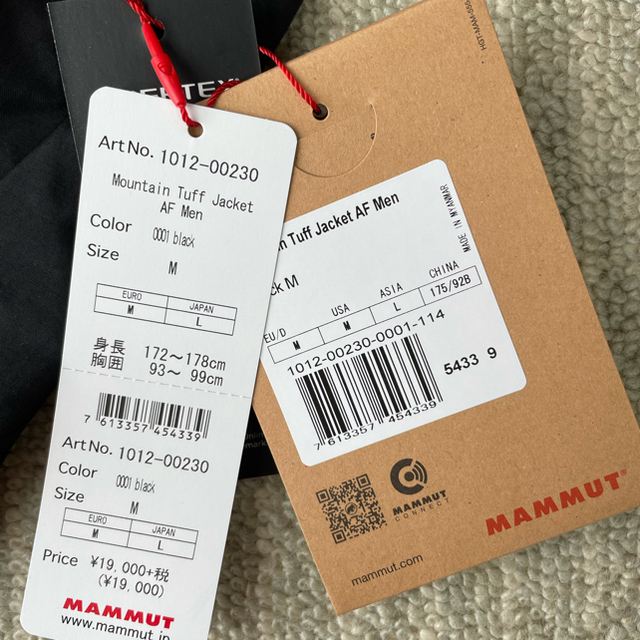 Art No. 1012-00230
Mountain Tuff Jacket
AF Men
Color 0001 black
Size M
EURO JAPAN
M L
身長 172～178cm
胸囲 93～ 99cm
7 613357 454339
Art No. 1012-00230
Color 0001 black
Size M
EURO JAPAN
M L
Price ¥19,000+税
(¥19,000)
MAMMUT
www.mammut.jp
Tuff Jacket AF Men
M
MADE IN MYANMAR
EU/D USA ASIA CHINA
M M L 175/92B
1012-00230-0001-114
5433 9
7 613357 454339
MAMMUT
CONNECT
MAMMUT
mammut.com